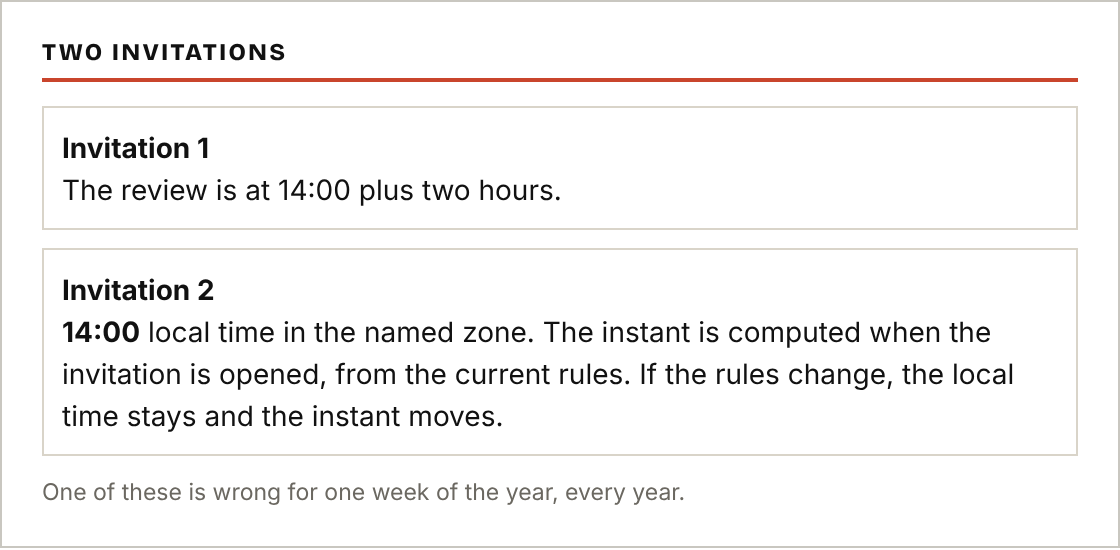 TWO INVITATIONS
Invitation 1
The review is at 14:00 plus two hours.
Invitation 2
14:00 local time in the named zone. The instant is computed when the
invitation is opened, from the current rules. If the rules change, the local
time stays and the instant moves.
One of these is wrong for one week of the year, every year.